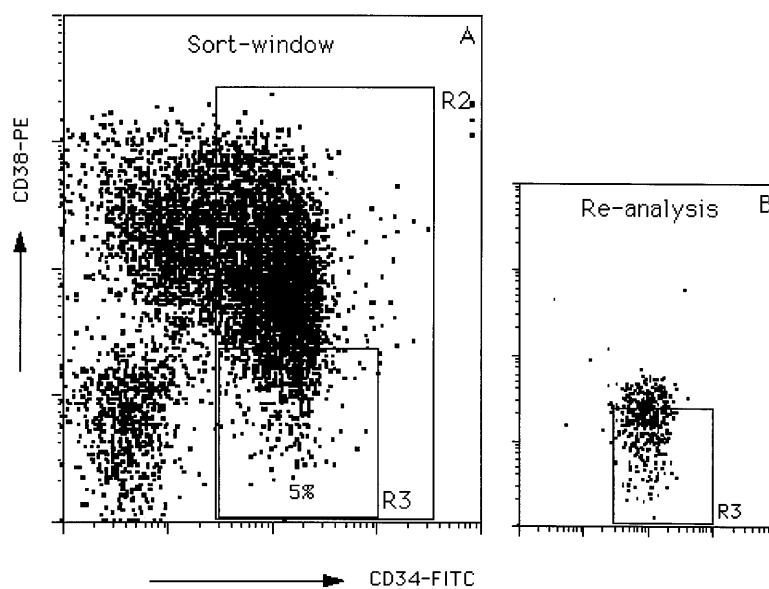 Sort-window
A
R2
CD38-PE
5%
R3
CD34-FITC
Re-analysis
B
R3